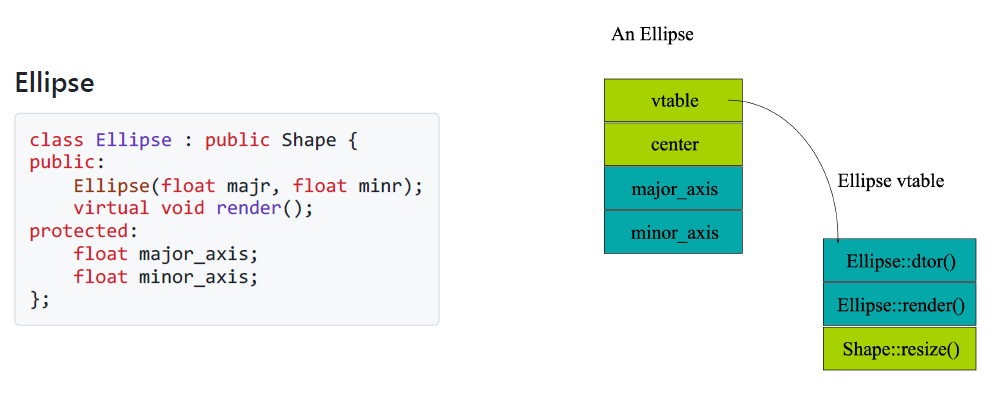 Ellipse
class Ellipse : public Shape {
public:
    Ellipse(float majr, float minr);
    virtual void render();
protected:
    float major_axis;
    float minor_axis;
};
An Ellipse
vtable
center
major_axis
minor_axis
Ellipse vtable
Ellipse::dtor()
Ellipse::render()
Shape::resize()